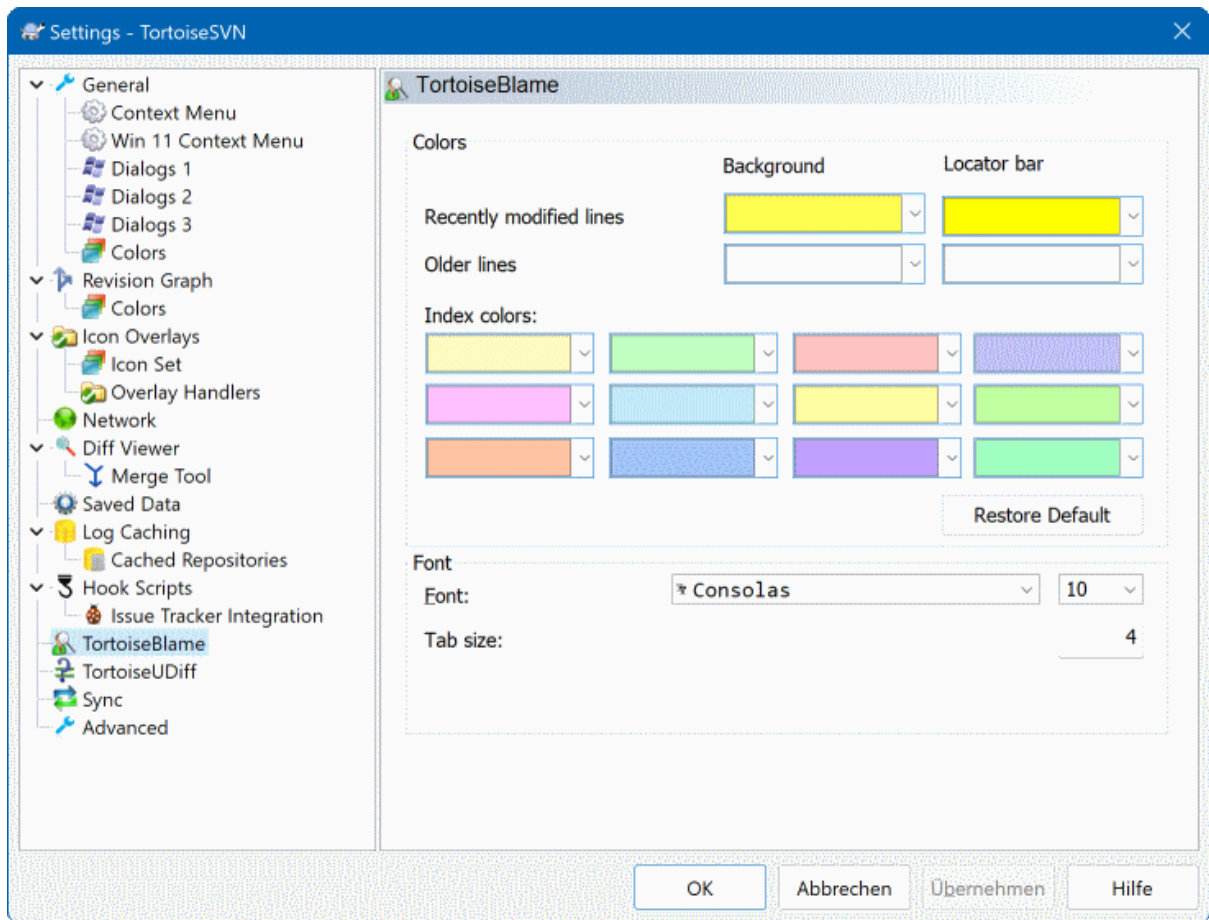 Settings - TortoiseSVN
General
Context Menu
Win 11 Context Menu
Dialogs 1
Dialogs 2
Dialogs 3
Colors
Revision Graph
Colors
Icon Overlays
Icon Set
Overlay Handlers
Network
Diff Viewer
Merge Tool
Saved Data
Log Caching
Cached Repositories
Hook Scripts
Issue Tracker Integration
TortoiseBlame
TortoiseUDiff
Sync
Advanced
TortoiseBlame
Colors
Background Locator bar
Recently modified lines
Older lines
Index colors:
Restore Default
Font
Font: Consolas 10
Tab size: 4
OK Abbrechen Übernehmen Hilfe